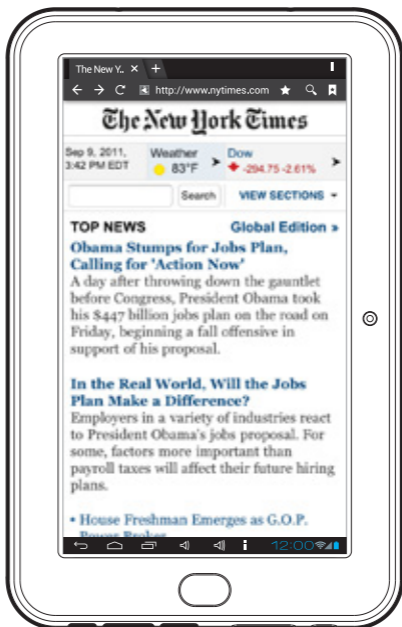 The New Y..
http://www.nytimes.com
The New York Times
Sep 9, 2011,
3:42 PM EDT
Weather
83°F
Dow
-294.75 -2.61%
Search
VIEW SECTIONS
TOP NEWS
Global Edition »
Obama Stumps for Jobs Plan,
Calling for 'Action Now'
A day after throwing down the gauntlet
before Congress, President Obama took
his $447 billion jobs plan on the road on
Friday, beginning a fall offensive in
support of his proposal.
In the Real World, Will the Jobs
Plan Make a Difference?
Employers in a variety of industries react
to President Obama's jobs proposal. For
some, factors more important than
payroll taxes will affect their future hiring
plans.
• House Freshman Emerges as G.O.P.
Power Broker
12:00